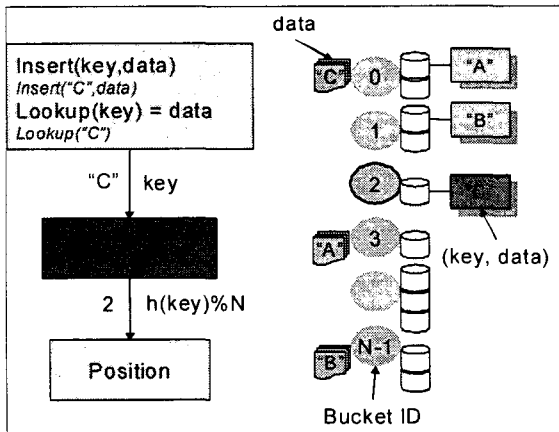 data
Insert(key,data)
Insert("C",data)
Lookup(key) = data
Lookup("C")
"C" key
2 h(key)%N
Position
"C" 0 "A"
1 "B"
2
"A" 3
(key, data)
"B" N-1
Bucket ID